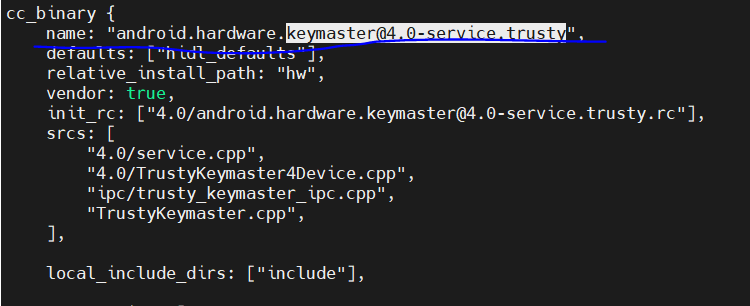 cc_binary {
name: "android.hardware.keymaster@4.0-service.trusty",
defaults: ["hidl_defaults"],
relative_install_path: "hw",
vendor: true,
init_rc: ["4.0/android.hardware.keymaster@4.0-service.trusty.rc"],
srcs: [
"4.0/service.cpp",
"4.0/TrustyKeymaster4Device.cpp",
"ipc/trusty_keymaster_ipc.cpp",
"TrustyKeymaster.cpp",
],
local_include_dirs: ["include"],